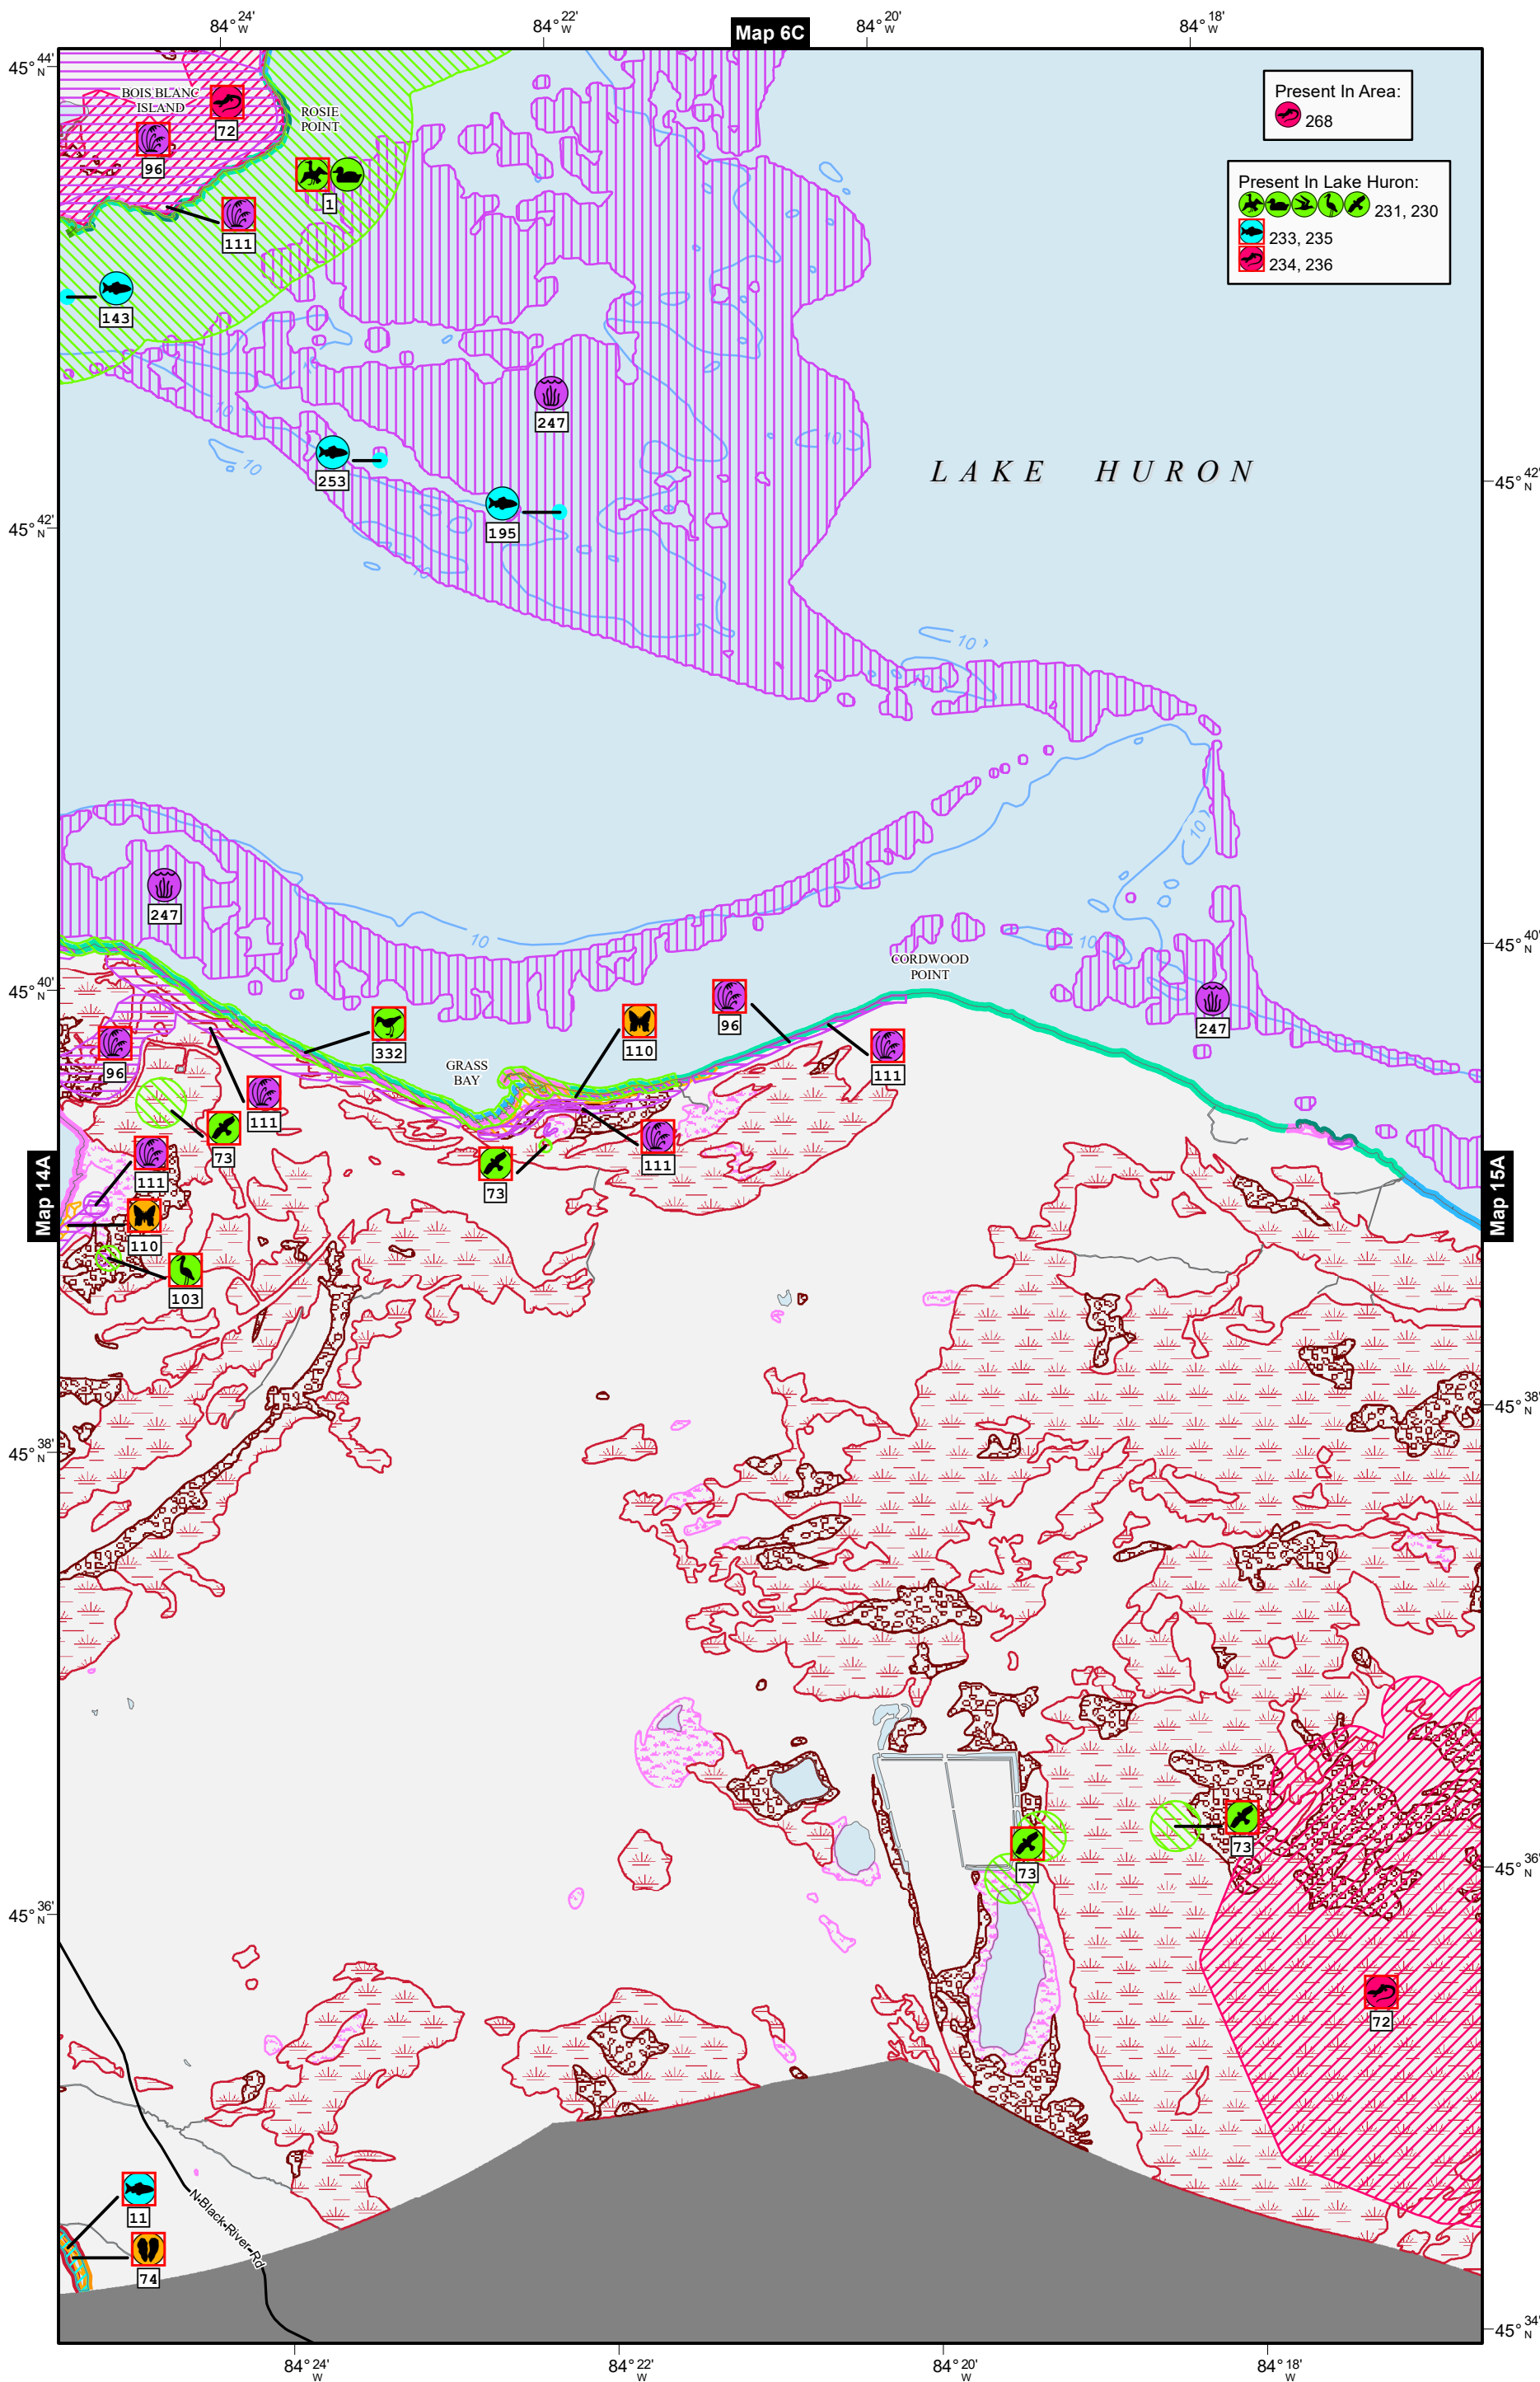 84° 24' W
84° 22' W
Map 6C
84° 20' W
84° 18' W
45° 44' N
BOIS BLANC
ISLAND
72
96
ROSIE
POINT
1
111
143
Present In Area:
268
Present In Lake Huron:
231, 230
233, 235
234, 236
10
10
10
247
253
195
10
10
LAKE HURON
45° 42' N
45° 42' N
10
10
10
247
10
10
CORDWOOD
POINT
247
45° 40' N
45° 40' N
96
332
GRASS
BAY
110
96
111
111
73
111
73
111
110
103
Map 14A
Map 15A
45° 38' N
45° 38' N
73
73
45° 36' N
45° 36' N
72
11
74
N Black River Rd
45° 34' N
84° 24' W
84° 22' W
84° 20' W
84° 18' W